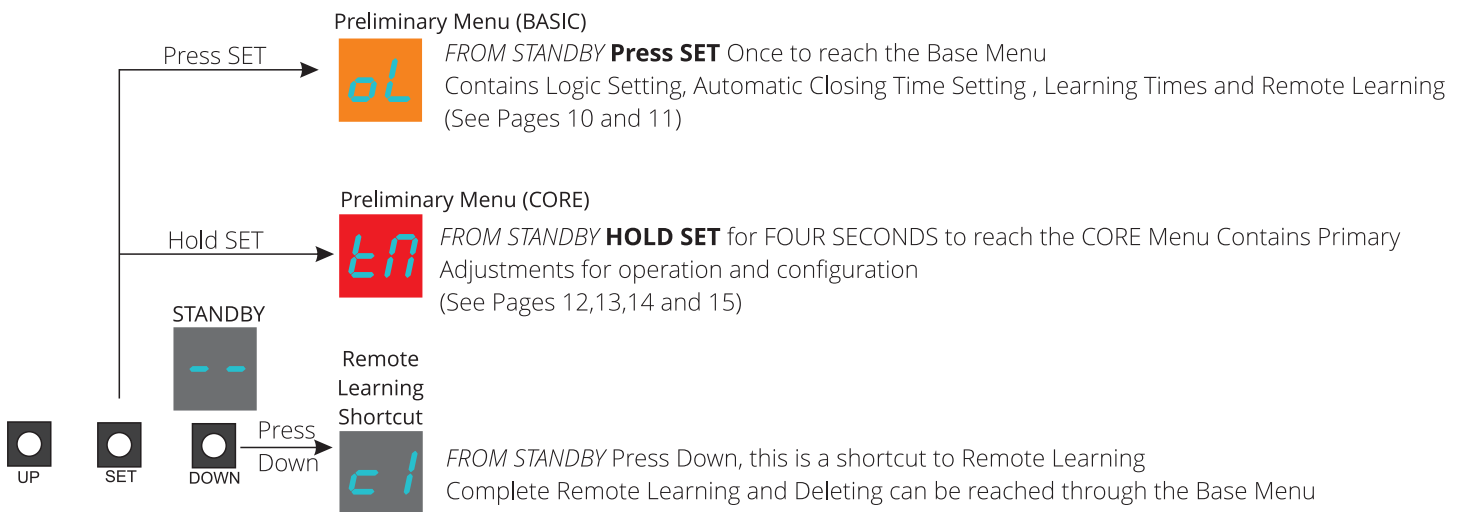 Preliminary Menu (BASIC)
Press SET
oL
FROM STANDBY Press SET Once to reach the Base Menu
Contains Logic Setting, Automatic Closing Time Setting , Learning Times and Remote Learning
(See Pages 10 and 11)
Preliminary Menu (CORE)
Hold SET
tM
FROM STANDBY HOLD SET for FOUR SECONDS to reach the CORE Menu Contains Primary
Adjustments for operation and configuration
(See Pages 12,13,14 and 15)
STANDBY
- -
Remote
Learning
Shortcut
UP
SET
DOWN
Press
Down
c1
FROM STANDBY Press Down, this is a shortcut to Remote Learning
Complete Remote Learning and Deleting can be reached through the Base Menu